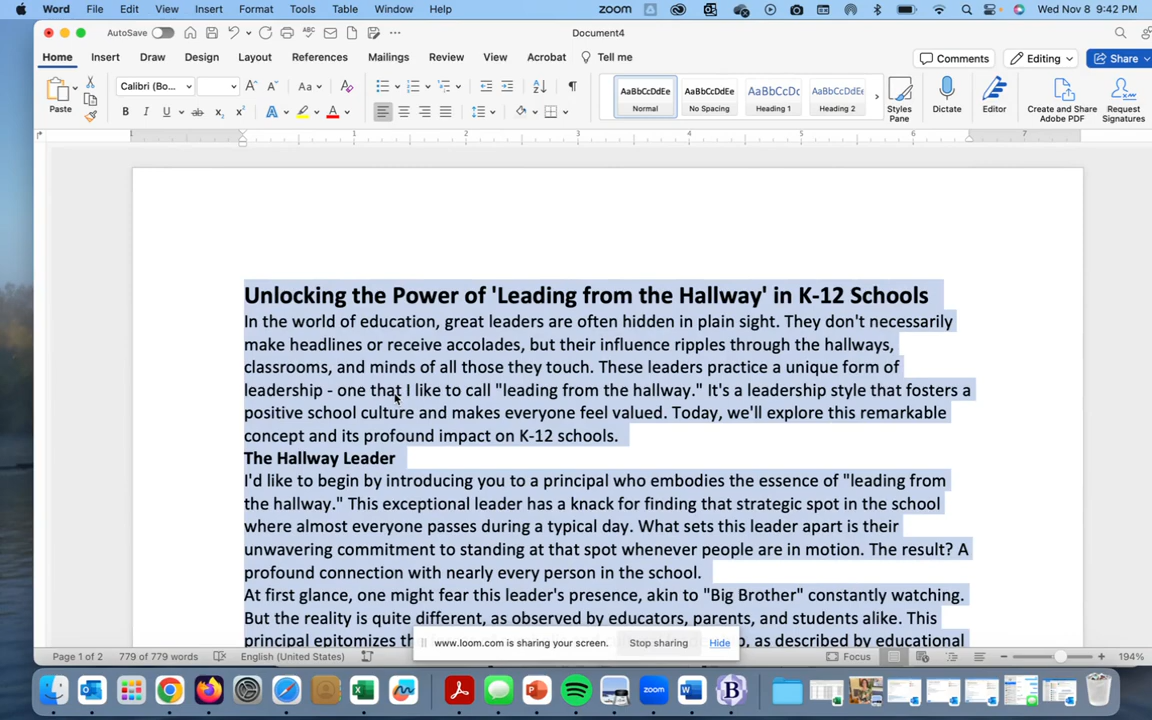 Word File Edit View Insert Format Tools Table Window Help zoom Wed Nov 8 9:42 PM
AutoSave Document4
Home Insert Draw Design Layout References Mailings Review View Acrobat Tell me Comments Editing Share
Paste Calibri (Bo... Aa AaBbCcDdEe AaBbCcDdEe AaBbCcDc AaBbCcDdEe
Normal No Spacing Heading 1 Heading 2 Styles Pane Dictate Editor Create and Share Adobe PDF Request Signatures
1 1 2 3 4 5 6 7
Unlocking the Power of 'Leading from the Hallway' in K-12 Schools
In the world of education, great leaders are often hidden in plain sight. They don't necessarily
make headlines or receive accolades, but their influence ripples through the hallways,
classrooms, and minds of all those they touch. These leaders practice a unique form of
leadership - one that I like to call "leading from the hallway." It's a leadership style that fosters a
positive school culture and makes everyone feel valued. Today, we'll explore this remarkable
concept and its profound impact on K-12 schools.
The Hallway Leader
I'd like to begin by introducing you to a principal who embodies the essence of "leading from
the hallway." This exceptional leader has a knack for finding that strategic spot in the school
where almost everyone passes during a typical day. What sets this leader apart is their
unwavering commitment to standing at that spot whenever people are in motion. The result? A
profound connection with nearly every person in the school.
At first glance, one might fear this leader's presence, akin to "Big Brother" constantly watching.
But the reality is quite different, as observed by educators, parents, and students alike. This
principal epitomizes as described by educational
www.loom.com is sharing your screen. Stop sharing Hide
Page 1 of 2 779 of 779 words English (United States) Focus 194%
zoom